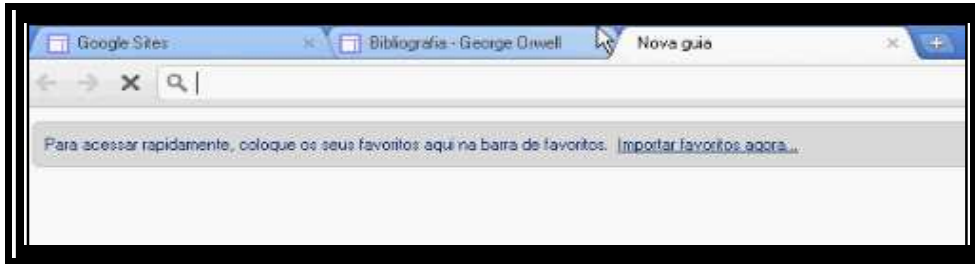 Google Sites Bibliografia - George Orwell Nova guia
Para acessar rapidamente, coloque os seus favoritos aqui na barra de favoritos. Importar favoritos agora...